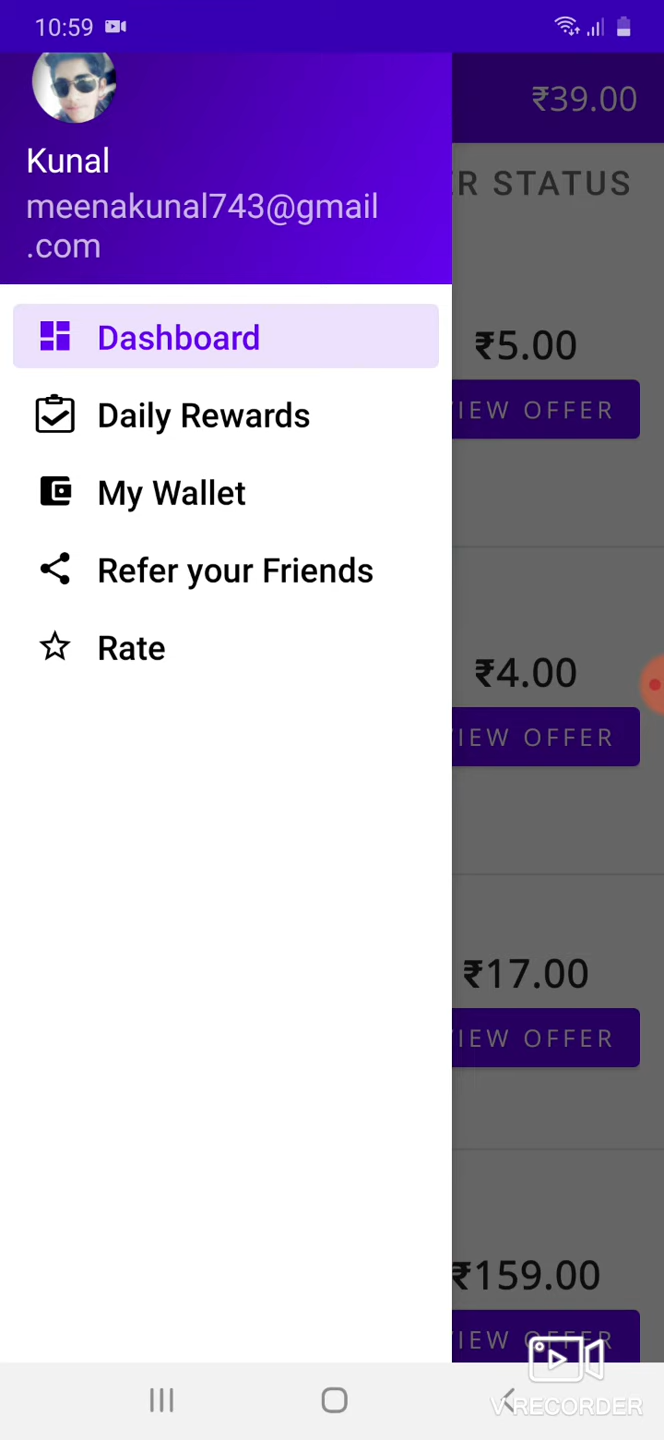 10:59
₹39.00
Kunal
meenakunal743@gmail
.com
R STATUS
Dashboard
₹5.00
IEW OFFER
Daily Rewards
My Wallet
Refer your Friends
Rate
₹4.00
IEW OFFER
₹17.00
IEW OFFER
₹159.00
IEW OFFER
V RECORDER